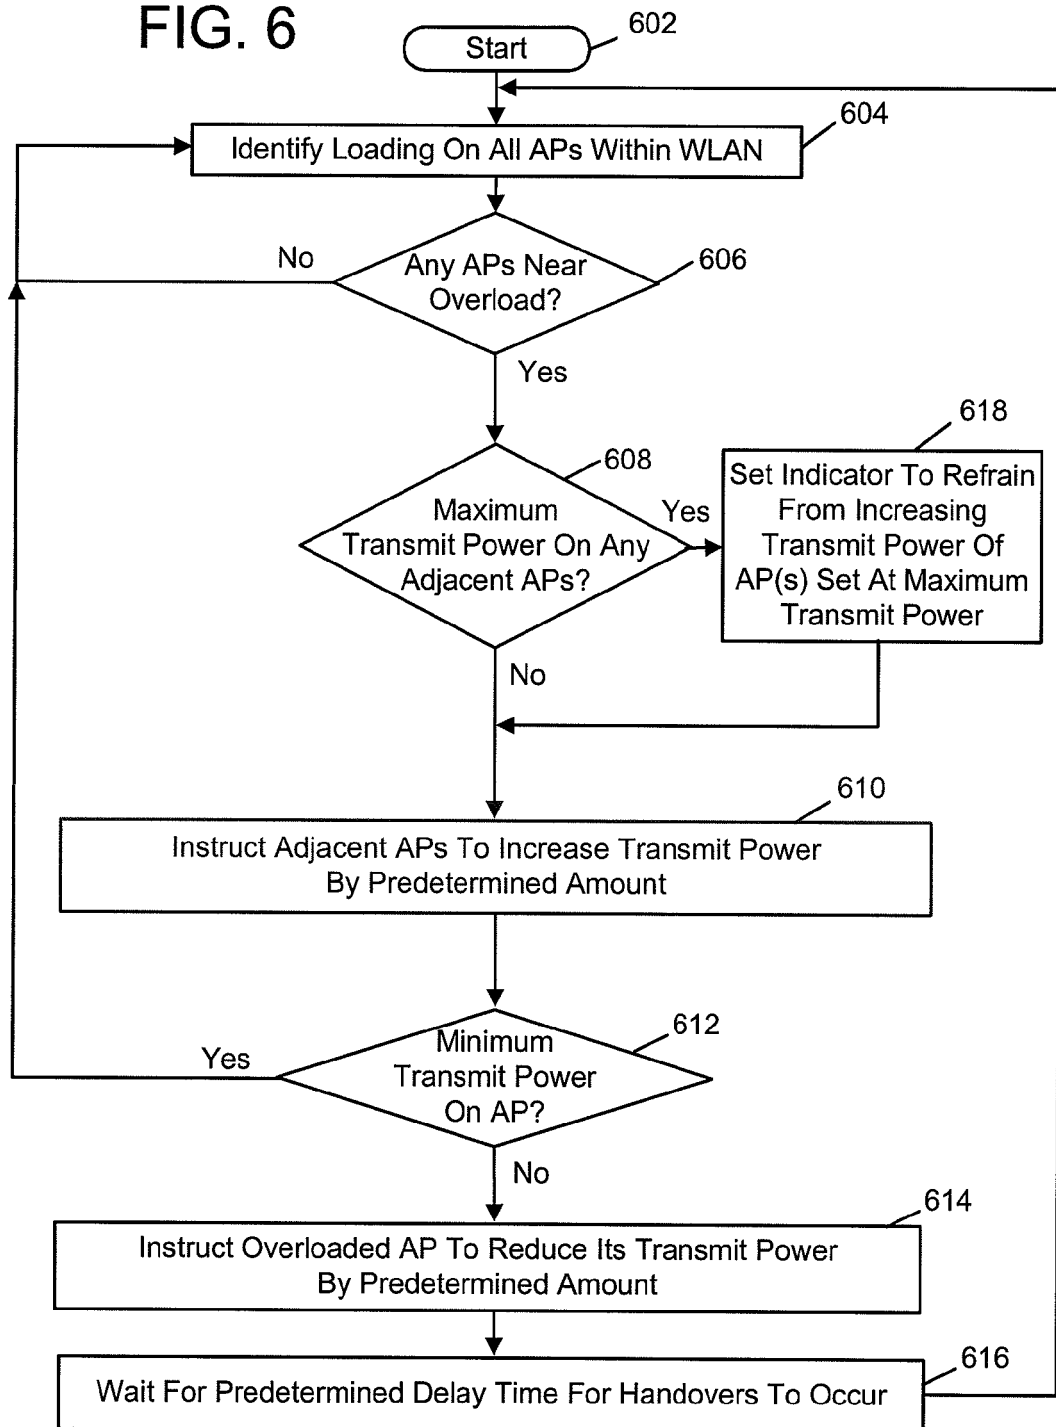 FIG. 6
602
Start
604
Identify Loading On All APs Within WLAN
No
Any APs Near
Overload?
606
Yes
618
608
Maximum
Transmit Power On Any
Adjacent APs?
Yes
Set Indicator To Refrain
From Increasing
Transmit Power Of
AP(s) Set At Maximum
Transmit Power
No
610
Instruct Adjacent APs To Increase Transmit Power
By Predetermined Amount
612
Yes
Minimum
Transmit Power
On AP?
No
614
Instruct Overloaded AP To Reduce Its Transmit Power
By Predetermined Amount
616
Wait For Predetermined Delay Time For Handovers To Occur